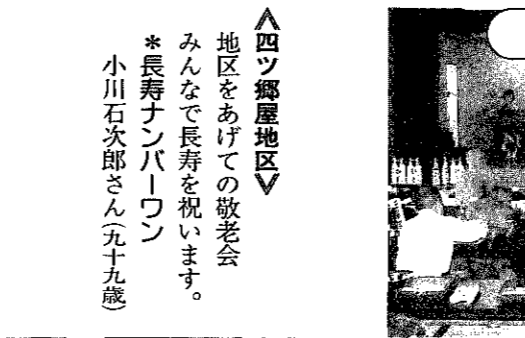 ≪四ツ郷屋地区≫
地区をあげての敬老会
みんなで長寿を祝います。
*長寿ナンバーワン
小川石次郎さん(九十九歳)